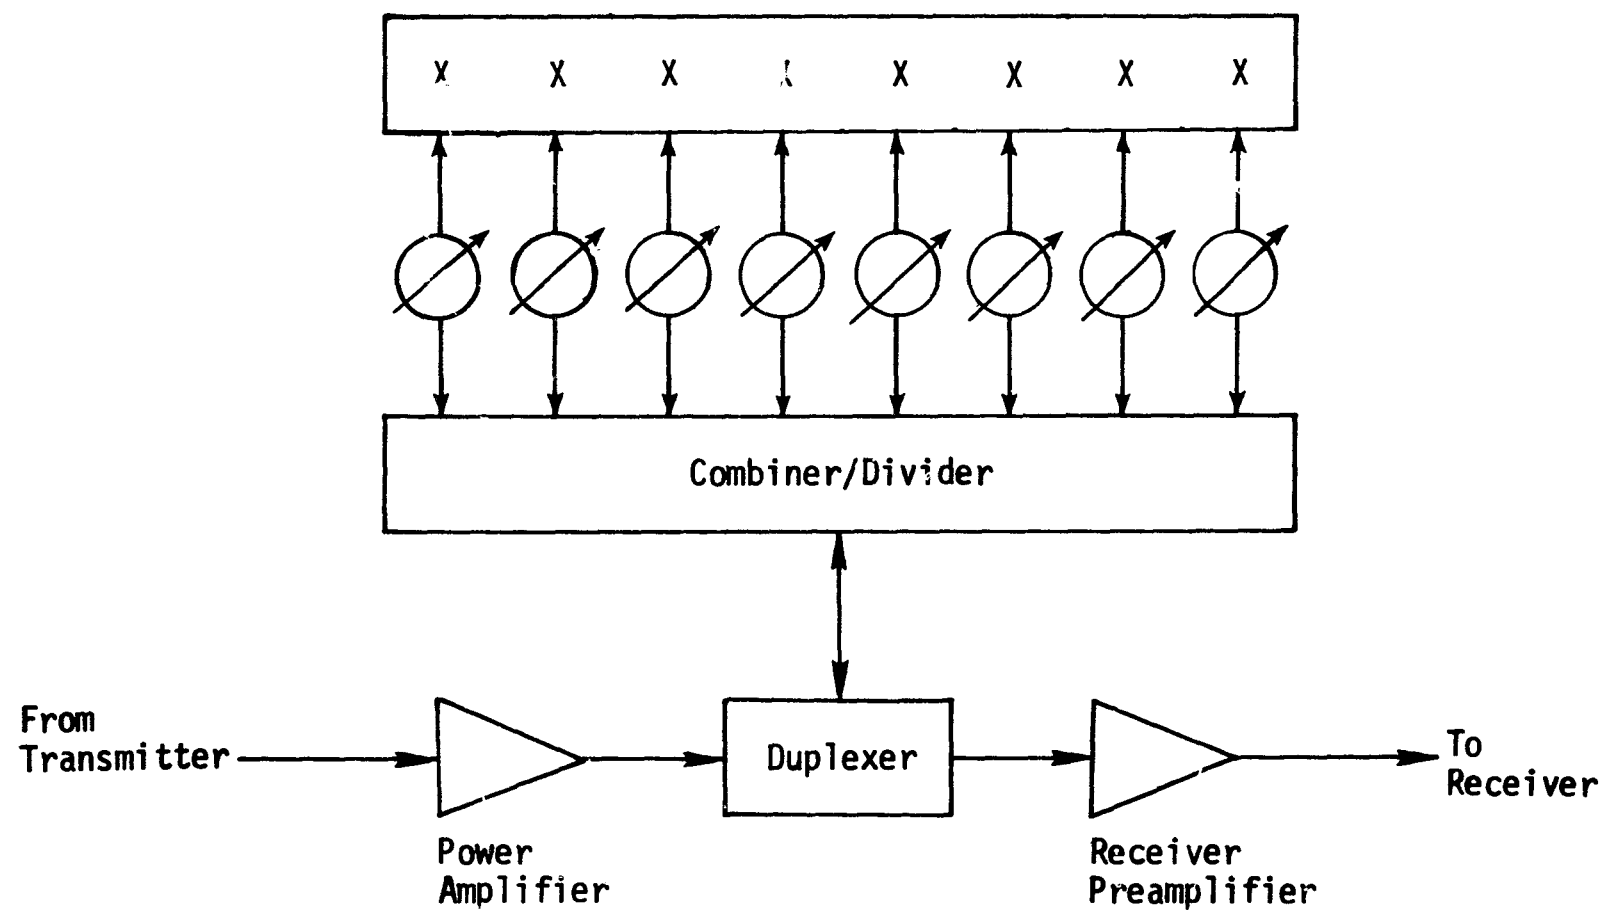 X X X X X X X
Combiner/Divider
From
Transmitter
Duplexer
To
Receiver
Power
Amplifier
Receiver
Preamplifier